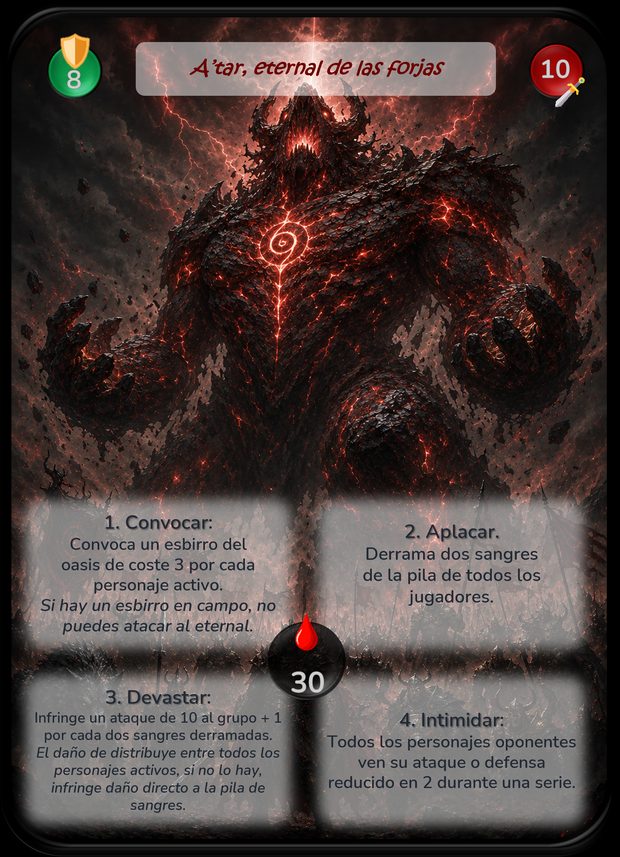 8
A'tar, eternal de las forjas
10
1. Convocar:
Convoca un esbirro del
oasis de coste 3 por cada
personaje activo.
Si hay un esbirro en campo, no
puedes atacar al eternal.
2. Aplacar.
Derrama dos sangres
de la pila de todos los
jugadores.
30
3. Devastar:
Infringe un ataque de 10 al grupo + 1
por cada dos sangres derramadas.
El daño de distribuye entre todos los
personajes activos, si no lo hay,
infringe daño directo a la pila de
sangres.
4. Intimidar:
Todos los personajes oponentes
ven su ataque o defensa
reducido en 2 durante una serie.